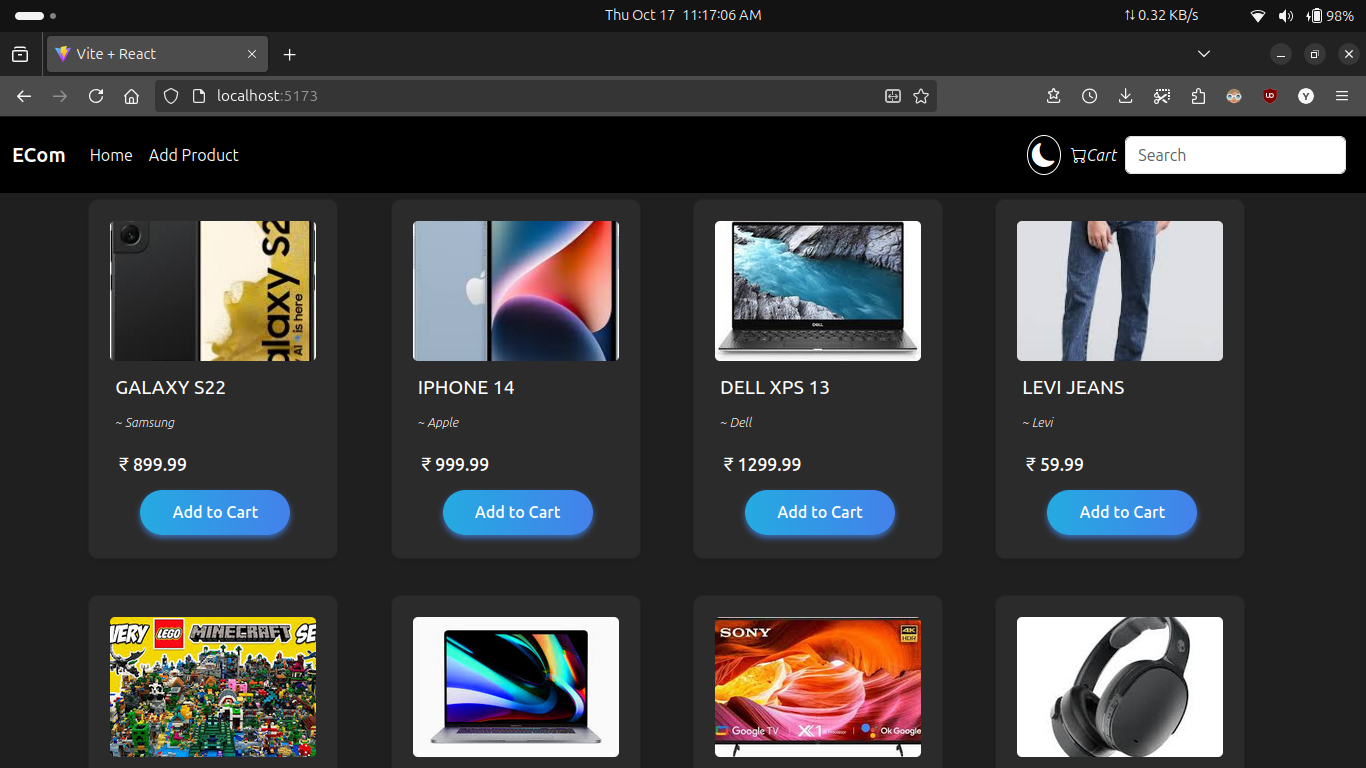 Thu Oct 17 11:17:06 AM
⇅ 0.32 KB/s
98%
Vite + React
localhost:5173
UD
Y
ECom
Home
Add Product
Cart
Search
GALAXY S22
~ Samsung
₹ 899.99
Add to Cart
IPHONE 14
~ Apple
₹ 999.99
Add to Cart
DELL
DELL XPS 13
~ Dell
₹ 1299.99
Add to Cart
LEVI JEANS
~ Levi
₹ 59.99
Add to Cart
alaxy S2
AI is here
VERY LEGO MINECRAFT SE
SONY
4K
HDR
Google TV
X1
Ok Google